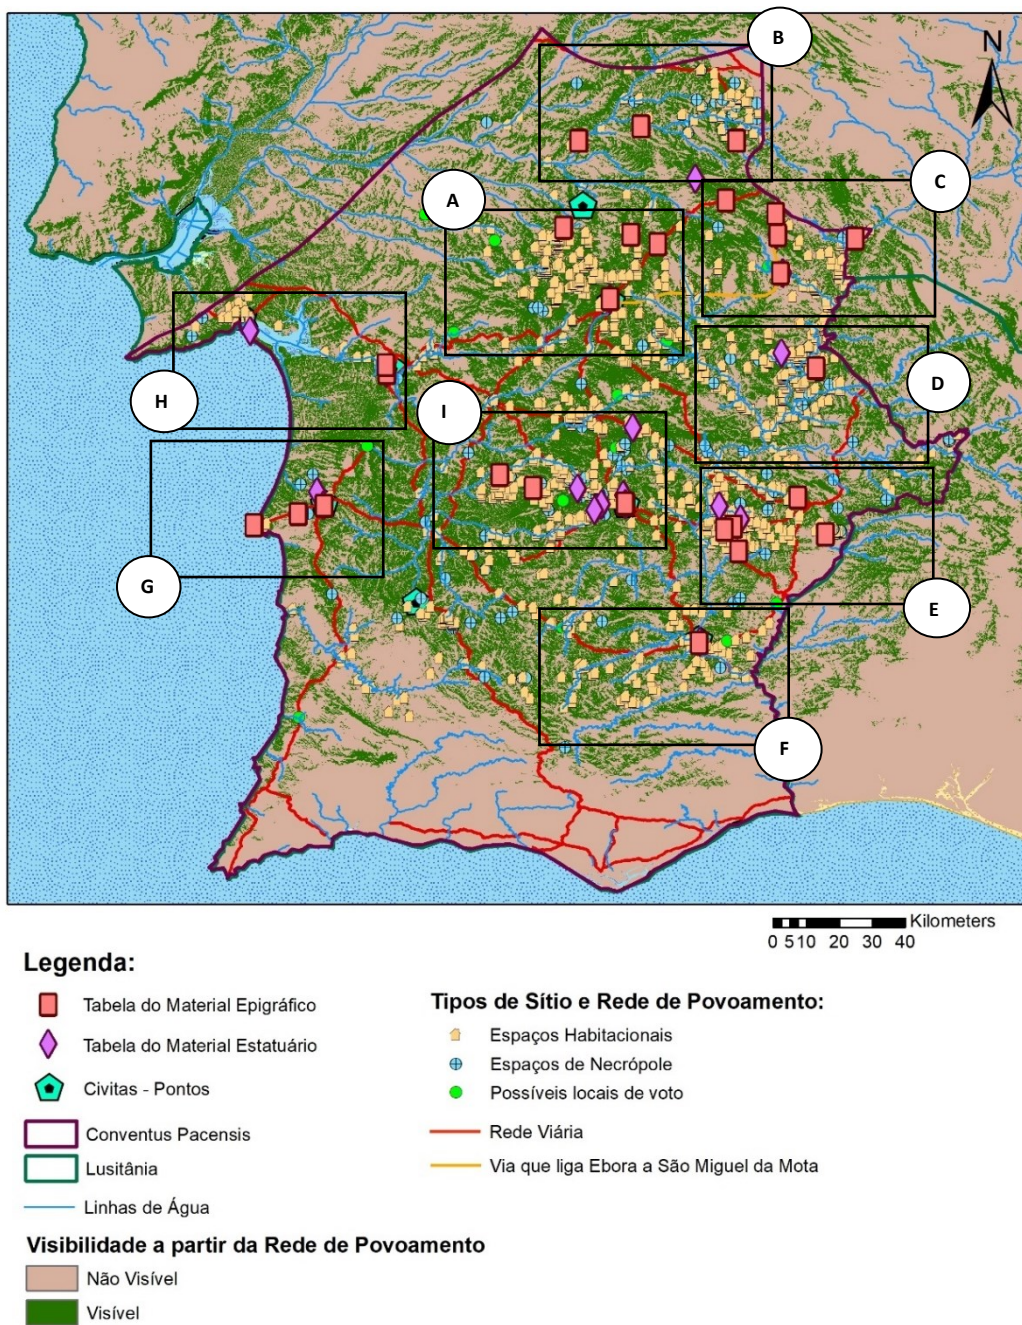 B
N
C
A
D
H
I
G
E
F
Kilometers
0 5 10 20 30 40
Legenda:
Tabela do Material Epigráfico
Tabela do Material Estatuário
Civitas - Pontos
Conventus Pacensis
Lusitânia
Linhas de Água
Visibilidade a partir da Rede de Povoamento
Não Visível
Visível
Tipos de Sítio e Rede de Povoamento:
Espaços Habitacionais
Espaços de Necrópole
Possíveis locais de voto
Rede Viária
Via que liga Ebora a São Miguel da Mota